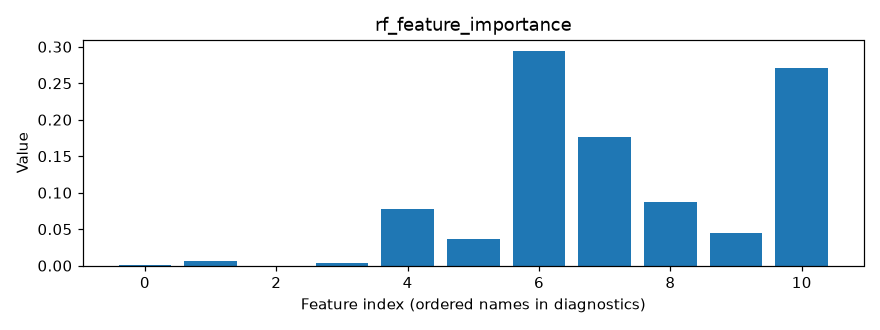 rf_feature_importance
Value
0.30
0.25
0.20
0.15
0.10
0.05
0.00
0 2 4 6 8 10
Feature index (ordered names in diagnostics)